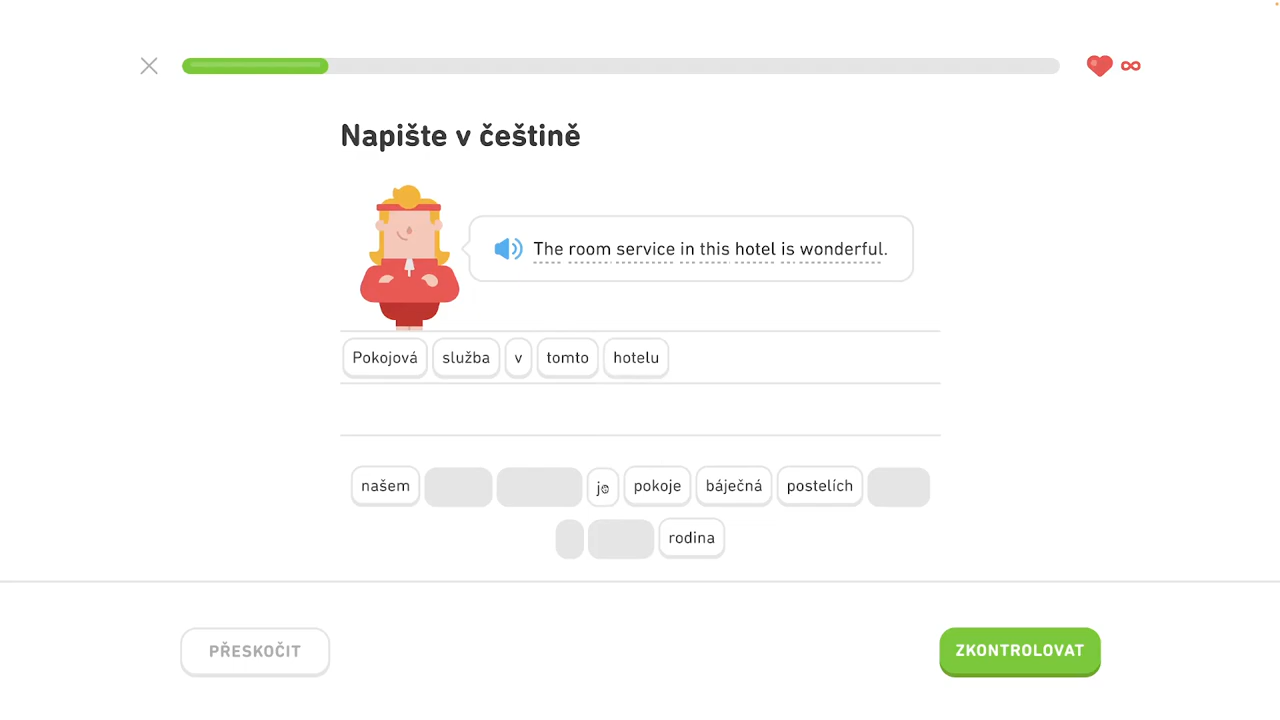 Napište v češtině
The room service in this hotel is wonderful.
Pokojová služba v tomto hotelu
našem je pokoje báječná postelích
rodina
PŘESKOČIT ZKONTROLOVAT